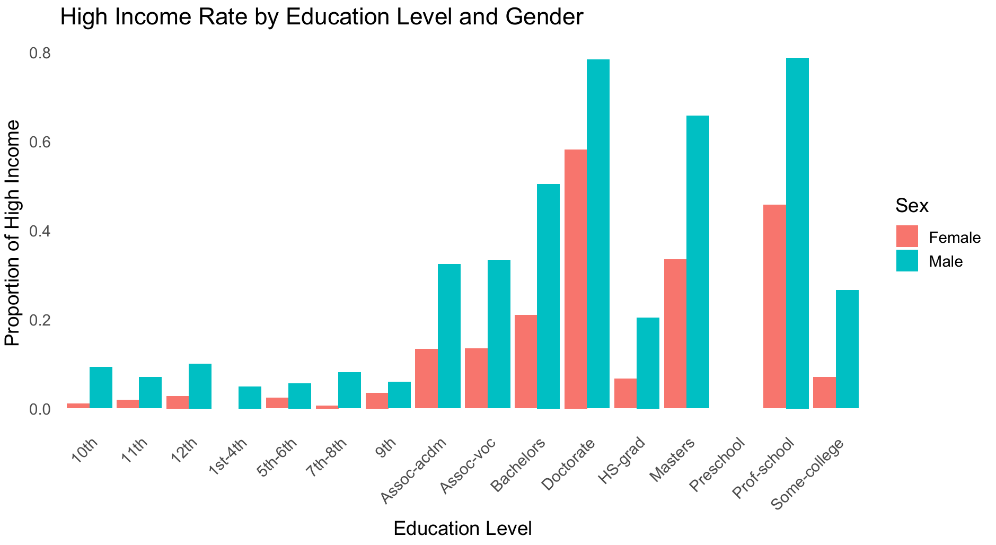 High Income Rate by Education Level and Gender
Proportion of High Income
0.8
0.6
0.4
0.2
0.0
10th
11th
12th
1st-4th
5th-6th
7th-8th
9th
Assoc-acdm
Assoc-voc
Bachelors
Doctorate
HS-grad
Masters
Preschool
Prof-school
Some-college
Education Level
Sex
Female
Male